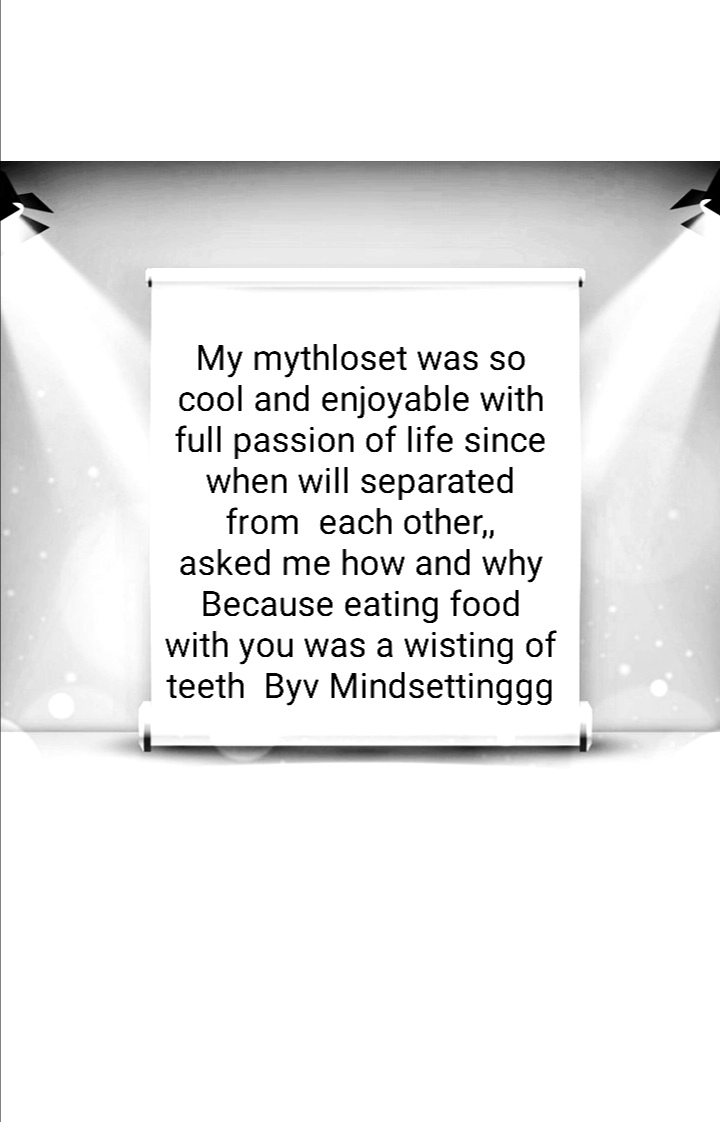 My mythloset was so
cool and enjoyable with
full passion of life since
when will separated
from  each other,,
asked me how and why
Because eating food
with you was a wisting of
teeth  Byv Mindsettinggg